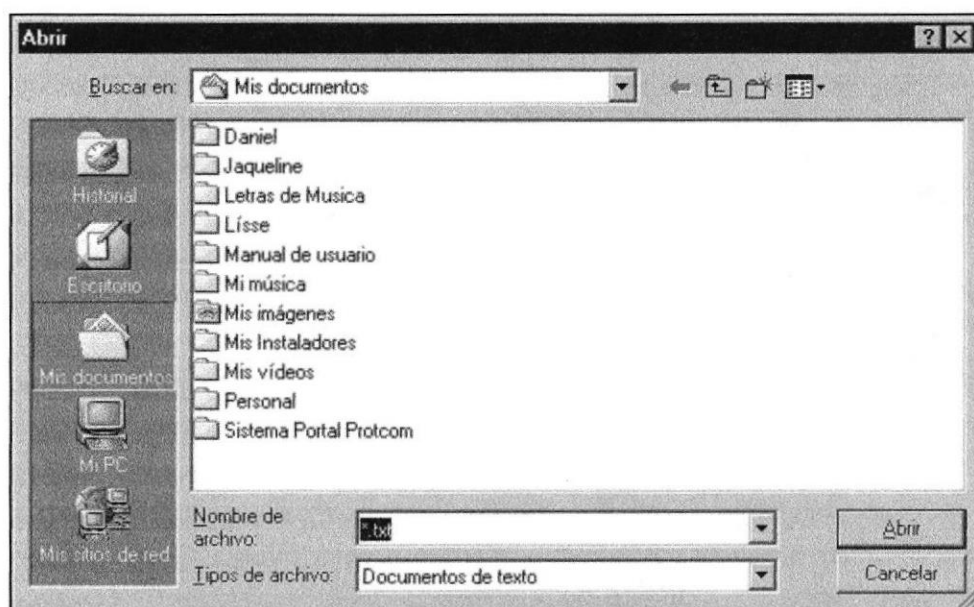 Abrir
Buscar en: Mis documentos
Historial
Escritorio
Mis documentos
Mi PC
Mis sitios de red
Daniel
Jaqueline
Letras de Musica
Lísse
Manual de usuario
Mi música
Mis imágenes
Mis Instaladores
Mis vídeos
Personal
Sistema Portal Protcom
Nombre de
archivo: *.txt
Abrir
Tipos de archivo: Documentos de texto
Cancelar